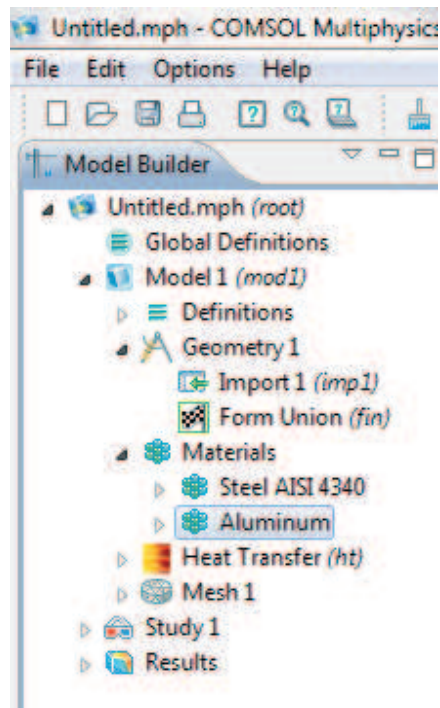 Untitled.mph - COMSOL Multiphysics
File Edit Options Help
Model Builder
Untitled.mph (root)
Global Definitions
Model 1 (mod1)
Definitions
Geometry 1
Import 1 (imp1)
Form Union (fin)
Materials
Steel AISI 4340
Aluminum
Heat Transfer (ht)
Mesh 1
Study 1
Results